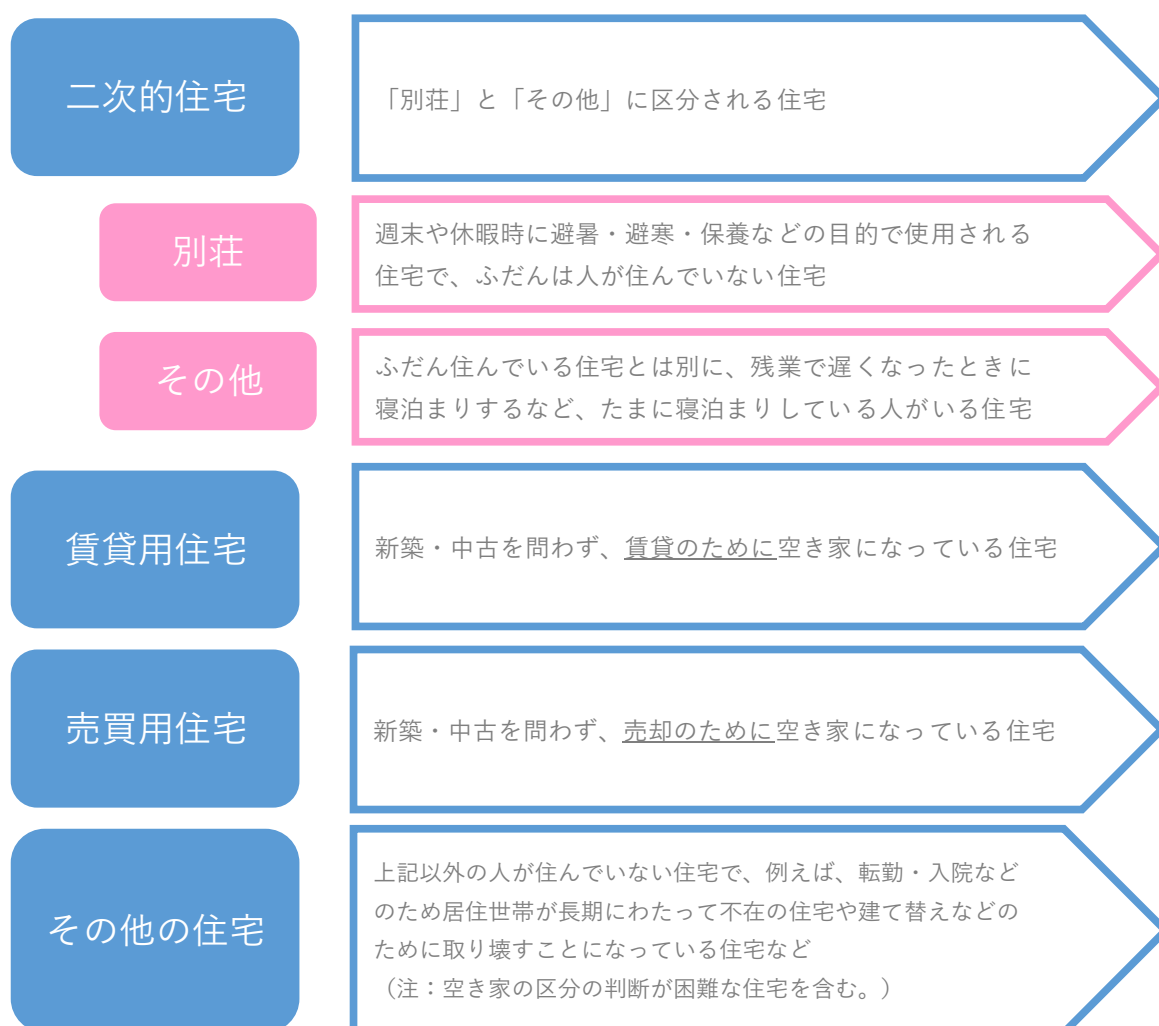 二次的住宅
「別荘」と「その他」に区分される住宅
別荘
週末や休暇時に避暑・避寒・保養などの目的で使用される
住宅で、ふだんは人が住んでいない住宅
その他
ふだん住んでいる住宅とは別に、残業で遅くなったときに
寝泊まりするなど、たまに寝泊まりしている人がいる住宅
賃貸用住宅
新築・中古を問わず、賃貸のために空き家になっている住宅
売買用住宅
新築・中古を問わず、売却のために空き家になっている住宅
その他の住宅
上記以外の人が住んでいない住宅で、例えば、転勤・入院など
のため居住世帯が長期にわたって不在の住宅や建て替えなどの
ために取り壊すことになっている住宅など
（注：空き家の区分の判断が困難な住宅を含む。）